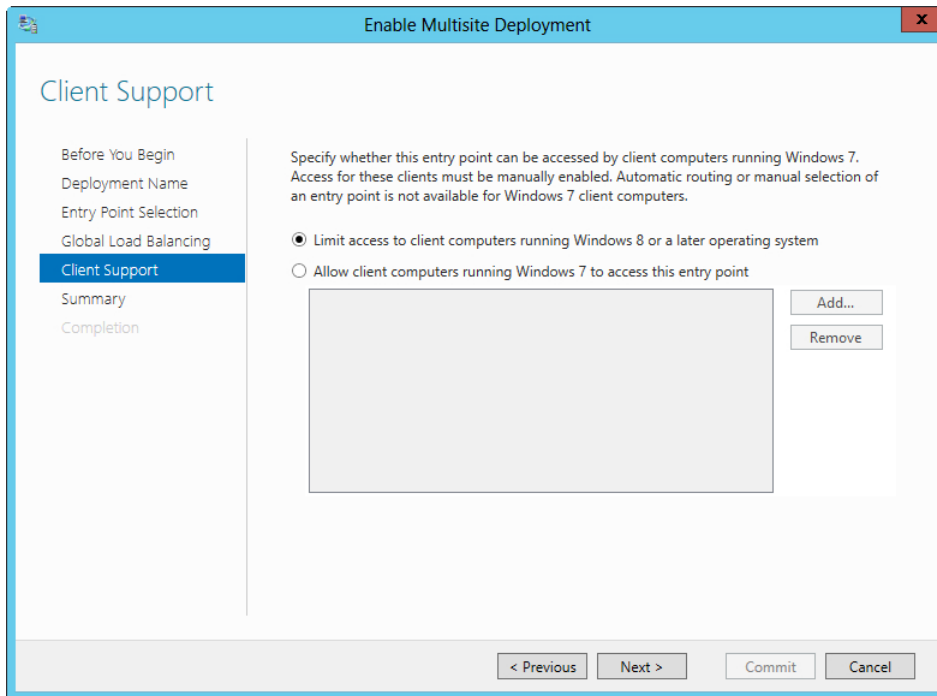 Enable Multisite Deployment
x
Client Support
Before You Begin
Deployment Name
Entry Point Selection
Global Load Balancing
Client Support
Summary
Completion
Specify whether this entry point can be accessed by client computers running Windows 7.
Access for these clients must be manually enabled. Automatic routing or manual selection of
an entry point is not available for Windows 7 client computers.
Limit access to client computers running Windows 8 or a later operating system
Allow client computers running Windows 7 to access this entry point
Add...
Remove
< Previous
Next >
Commit
Cancel